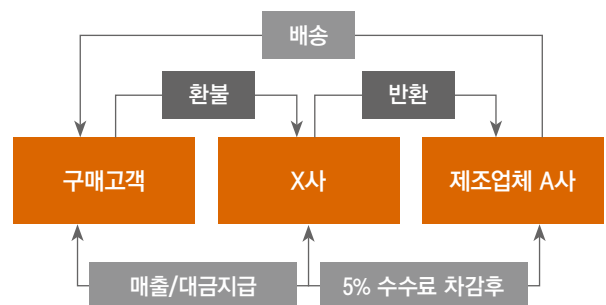 배송
환불
반환
구매고객
X사
제조업체 A사
매출/대금지급
5% 수수료 차감후